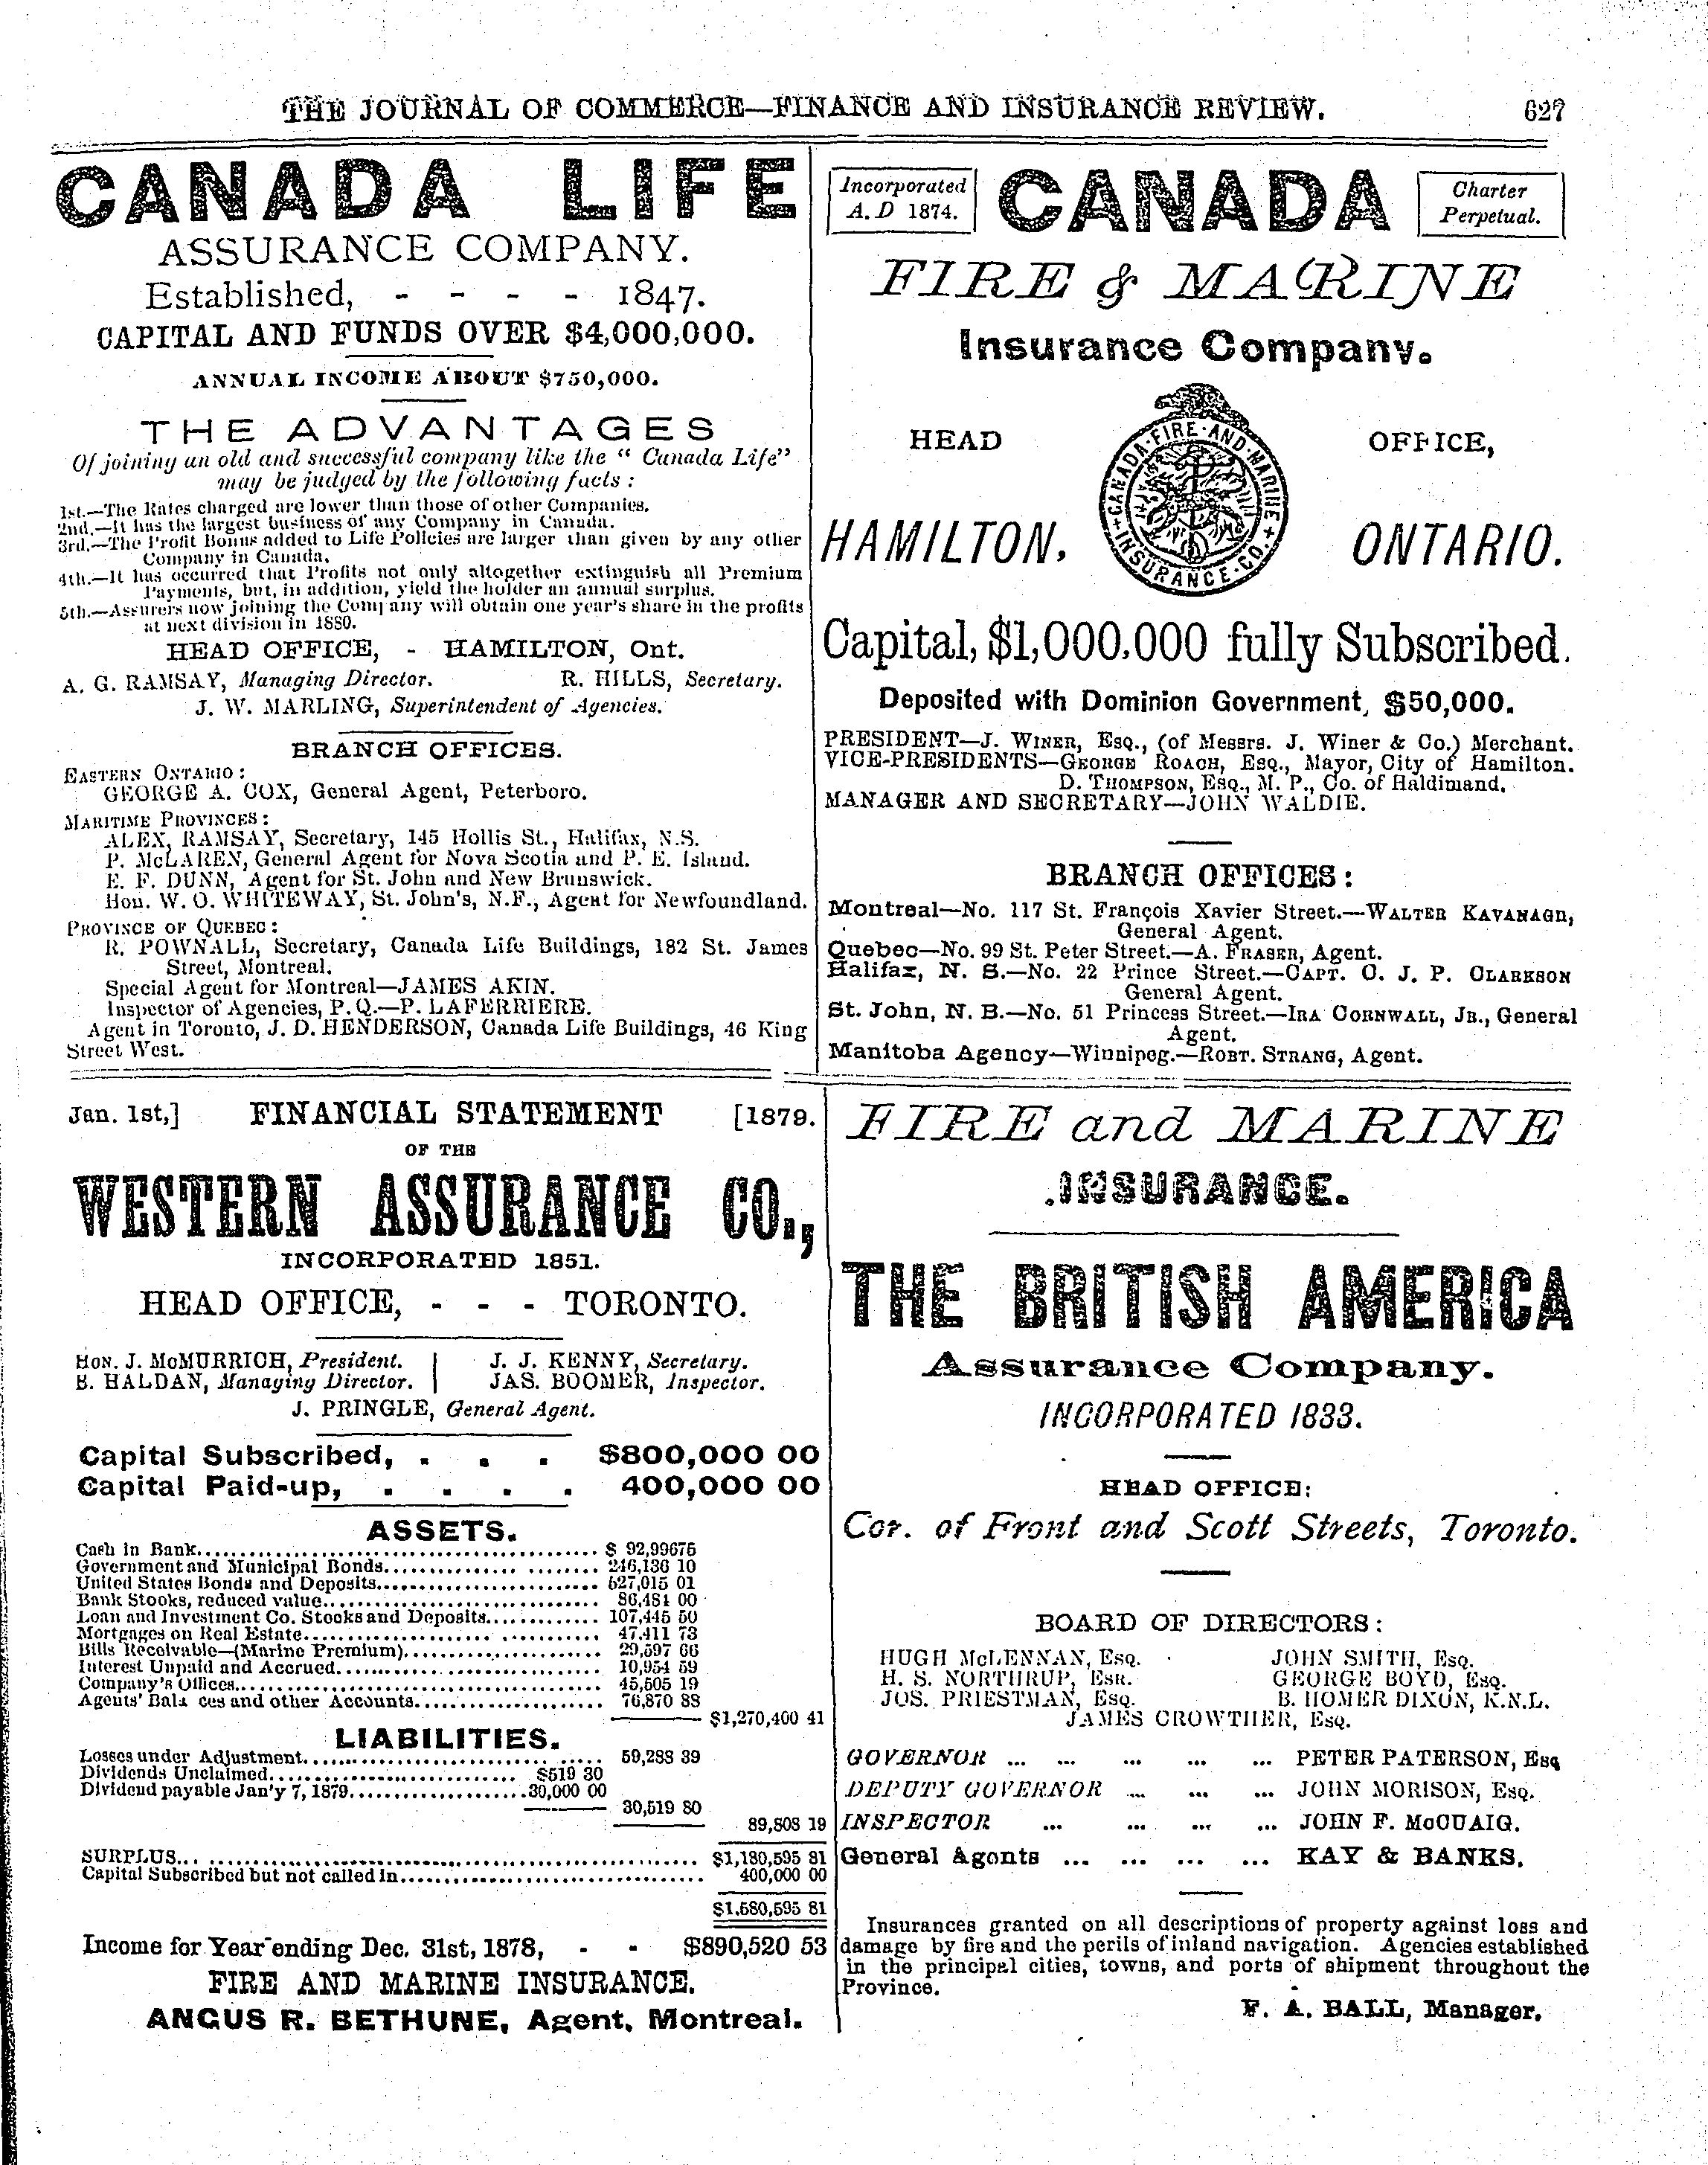 THE JOURNAL OF COMMERCE—FINANCE AND INSURANCE REVIEW. 627
CANADA LIFE
ASSURANCE COMPANY.
Established, - - - - 1847.
CAPITAL AND FUNDS OVER $4,000,000.
ANNUAL INCOME ABOUT $750,000.
THE ADVANTAGES
Of joining an old and successful company like the "Canada Life"
may be judged by the following facts:
1st.—The Rates charged are lower than those of other Companies.
2nd.—It has the largest business of any Company in Canada.
3rd.—The Profit Bonus added to Life Policies are larger than given by any other
Company in Canada.
4th.—It has occurred that Profits not only altogether extinguish all Premium
Payments, but, in addition, yield the holder an annual surplus.
5th.—Assurers now joining the Company will obtain one year's share in the profits
at next division in 1880.
HEAD OFFICE, - HAMILTON, Ont.
A. G. RAMSAY, Managing Director. R. HILLS, Secretary.
J. W. MARLING, Superintendent of Agencies.
BRANCH OFFICES.
EASTERN ONTARIO:
GEORGE A. COX, General Agent, Peterboro.
MARITIME PROVINCES:
ALEX. RAMSAY, Secretary, 145 Hollis St., Halifax, N.S.
P. McLAREN, General Agent for Nova Scotia and P. E. Island.
E. F. DUNN, Agent for St. John and New Brunswick.
Hon. W. O. WHITEWAY, St. John's, N.F., Agent for Newfoundland.
PROVINCE OF QUEBEC:
R. POWNALL, Secretary, Canada Life Buildings, 182 St. James
Street, Montreal.
Special Agent for Montreal—JAMES AKIN.
Inspector of Agencies, P. Q.—P. LAFERRIERE.
Agent in Toronto, J. D. HENDERSON, Canada Life Buildings, 46 King
Street West.
Incorporated
A. D 1874.
CANADA
Charter
Perpetual.
FIRE & MARINE
Insurance Company.
HEAD OFFICE,
CANADA·FIRE·AND·MARINE+INSURANCE·CO.+
HAMILTON, ONTARIO.
Capital, $1,000,000 fully Subscribed.
Deposited with Dominion Government, $50,000.
PRESIDENT—J. WINER, ESQ., (of Messrs. J. Winer & Co.) Merchant.
VICE-PRESIDENTS—GEORGE ROACH, ESQ., Mayor, City of Hamilton.
D. THOMPSON, ESQ., M. P., Co. of Haldimand.
MANAGER AND SECRETARY—JOHN WALDIE.
BRANCH OFFICES:
Montreal—No. 117 St. François Xavier Street.—WALTER KAVANAGH,
General Agent.
Quebec—No. 99 St. Peter Street.—A. FRASER, Agent.
Halifax, N. S.—No. 22 Prince Street.—CAPT. C. J. P. CLARKSON
General Agent.
St. John, N. B.—No. 51 Princess Street.—IRA CORNWALL, JR., General
Agent.
Manitoba Agency—Winnipeg.—ROBT. STRANG, Agent.
Jan. 1st,] FINANCIAL STATEMENT [1879.
OF THE
WESTERN ASSURANCE CO.,
INCORPORATED 1851.
HEAD OFFICE, - - - TORONTO.
HON. J. McMURRICH, President. J. J. KENNY, Secretary.
B. HALDAN, Managing Director. JAS. BOOMER, Inspector.
J. PRINGLE, General Agent.
Capital Subscribed, . . . $800,000 00
Capital Paid-up, . . . . 400,000 00
ASSETS.
Cash in Bank.......... $ 92,99675
Government and Municipal Bonds.......... 246,136 10
United States Bonds and Deposits.......... 527,015 01
Bank Stocks, reduced value.......... 86,481 00
Loan and Investment Co. Stocks and Deposits.......... 107,445 50
Mortgages on Real Estate.......... 47,411 73
Bills Receivable—(Marine Premium).......... 29,597 66
Interest Unpaid and Accrued.......... 10,954 59
Company's Offices.......... 45,505 19
Agents' Bala ces and other Accounts.......... 76,870 88
$1,270,400 41
LIABILITIES.
Losses under Adjustment.......... 59,288 39
Dividends Unclaimed.......... $519 30
Dividend payable Jan'y 7, 1879.......... 30,000 00
30,519 80
89,808 19
SURPLUS.......... $1,180,595 81
Capital Subscribed but not called in.......... 400,000 00
$1,580,595 81
Income for Year ending Dec. 31st, 1878, - - $890,520 53
FIRE AND MARINE INSURANCE.
ANGUS R. BETHUNE, Agent, Montreal.
FIRE and MARINE
INSURANCE.
THE BRITISH AMERICA
Assurance Company.
INCORPORATED 1833.
HEAD OFFICE:
Cor. of Front and Scott Streets, Toronto.
BOARD OF DIRECTORS:
HUGH McLENNAN, Esq. JOHN SMITH, Esq.
H. S. NORTHRUP, Esq. GEORGE BOYD, Esq.
JOS. PRIESTMAN, Esq. B. HOMER DIXON, K.N.L.
JAMES CROWTHER, Esq.
GOVERNOR ... ... ... ... ... PETER PATERSON, Esq
DEPUTY GOVERNOR ... ... ... JOHN MORISON, Esq.
INSPECTOR ... ... ... ... JOHN F. McCUAIG.
General Agents ... ... ... ... KAY & BANKS.
Insurances granted on all descriptions of property against loss and
damage by fire and the perils of inland navigation. Agencies established
in the principal cities, towns, and ports of shipment throughout the
Province.
F. A. BALL, Manager.